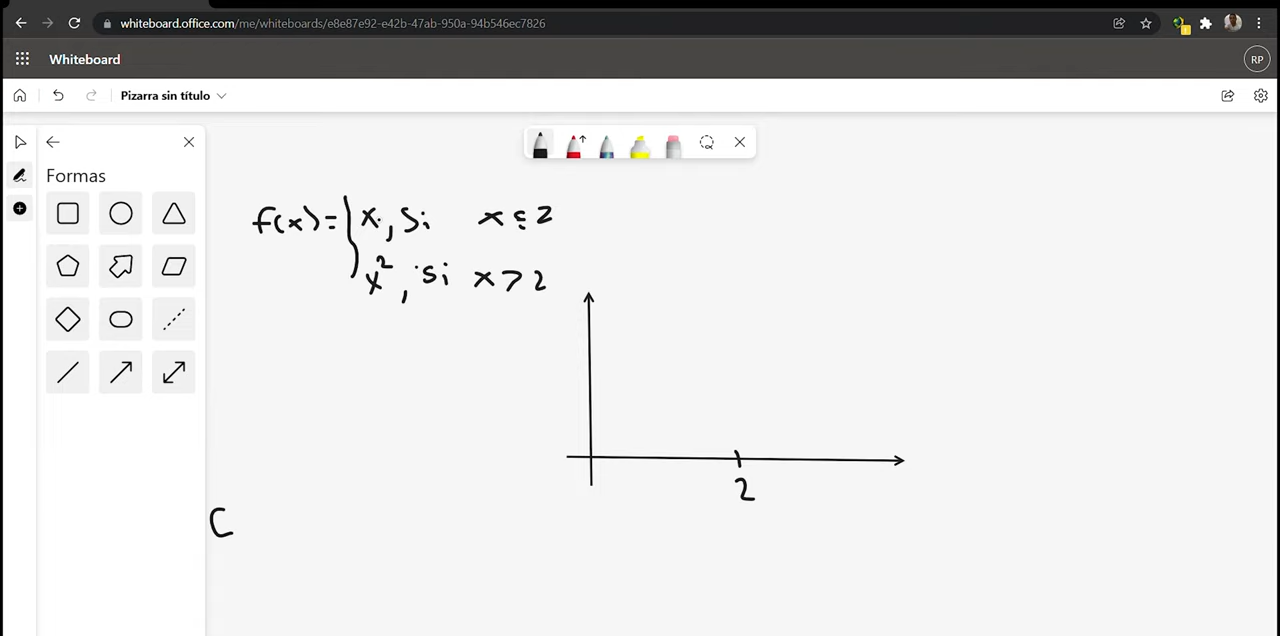 whiteboard.office.com/me/whiteboards/e8e87e92-e42b-47ab-950a-94b546ec7826
Whiteboard
RP
Pizarra sin título
Formas
f(x)= { x, si x ≤ 2
x², si x > 2
2
C